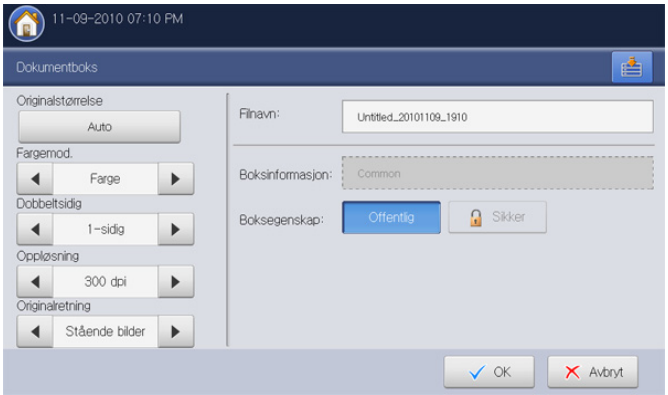 11-09-2010 07:10 PM
Dokumentboks
Originalstørrelse
Auto
Fargemod.
Farge
Dobbeltsidig
1-sidig
Oppløsning
300 dpi
Originalretning
Stående bilder
Filnavn:
Untitled_20101109_1910
Boksinformasjon:
Common
Boksegenskap:
Offentlig
Sikker
OK
Avbryt